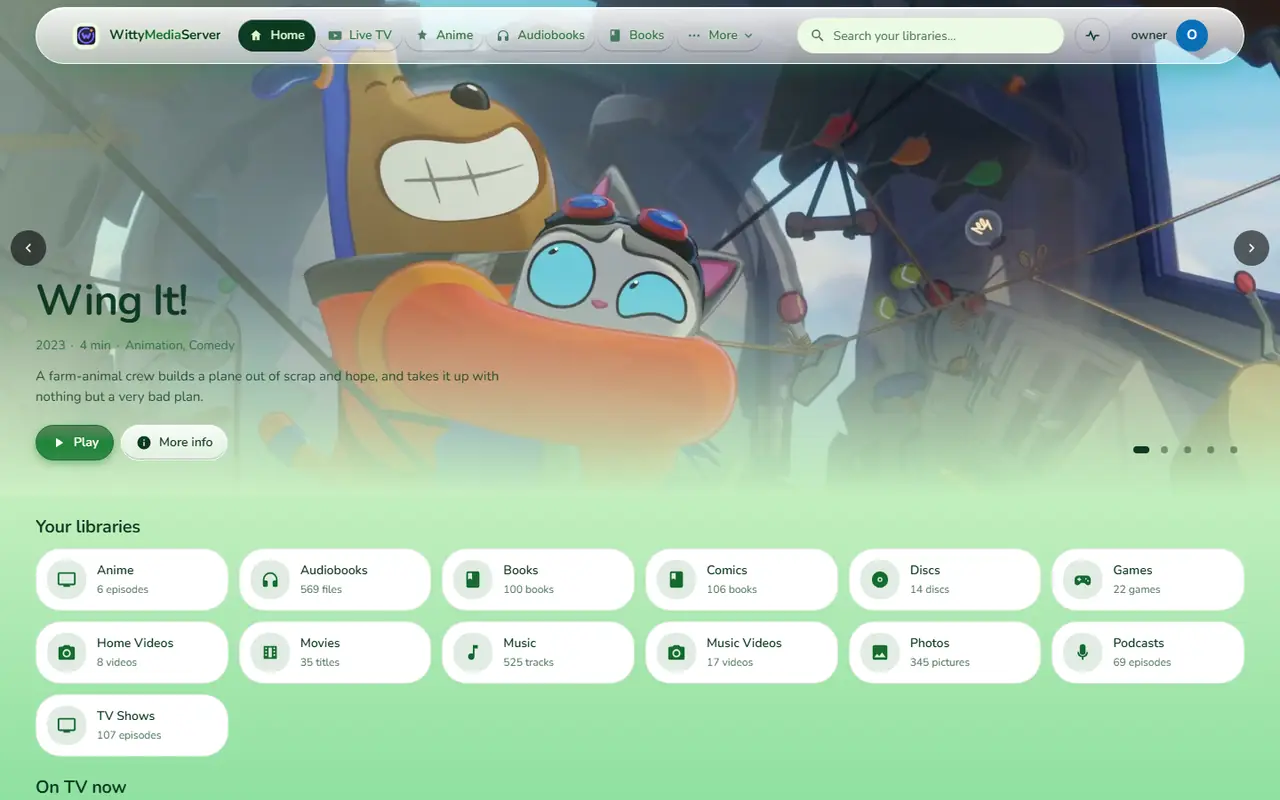 WittyMediaServer
Home
Live TV
Anime
Audiobooks
Books
More
Search your libraries...
owner
O
Wing It!
2023 · 4 min · Animation, Comedy
A farm-animal crew builds a plane out of scrap and hope, and takes it up with
nothing but a very bad plan.
Play
More info
Your libraries
Anime
6 episodes
Audiobooks
569 files
Books
100 books
Comics
106 books
Discs
14 discs
Games
22 games
Home Videos
8 videos
Movies
35 titles
Music
525 tracks
Music Videos
17 videos
Photos
345 pictures
Podcasts
69 episodes
TV Shows
107 episodes
On TV now